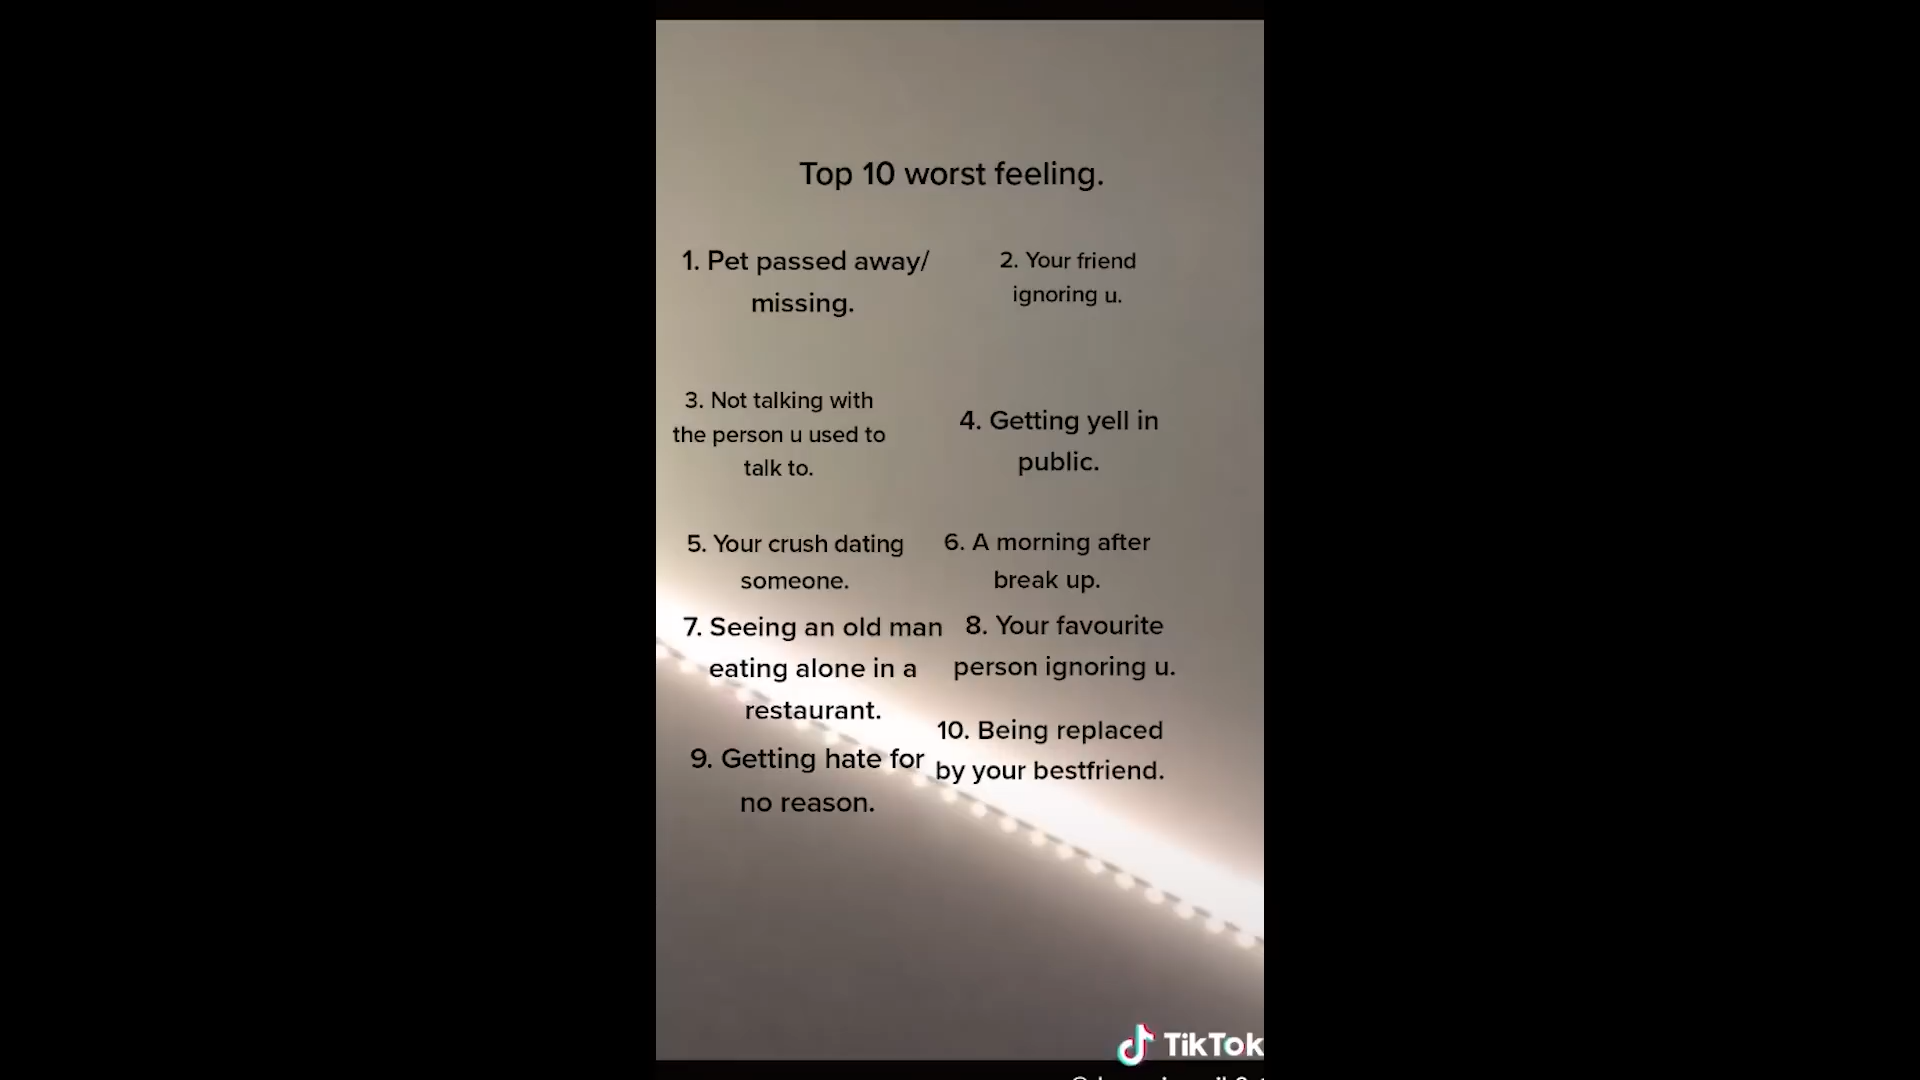 Top 10 worst feeling.
1. Pet passed away/
missing.
2. Your friend
ignoring u.
3. Not talking with
the person u used to
talk to.
4. Getting yell in
public.
5. Your crush dating
someone.
6. A morning after
break up.
7. Seeing an old man
eating alone in a
restaurant.
8. Your favourite
person ignoring u.
9. Getting hate for
no reason.
10. Being replaced
by your bestfriend.
TikTok